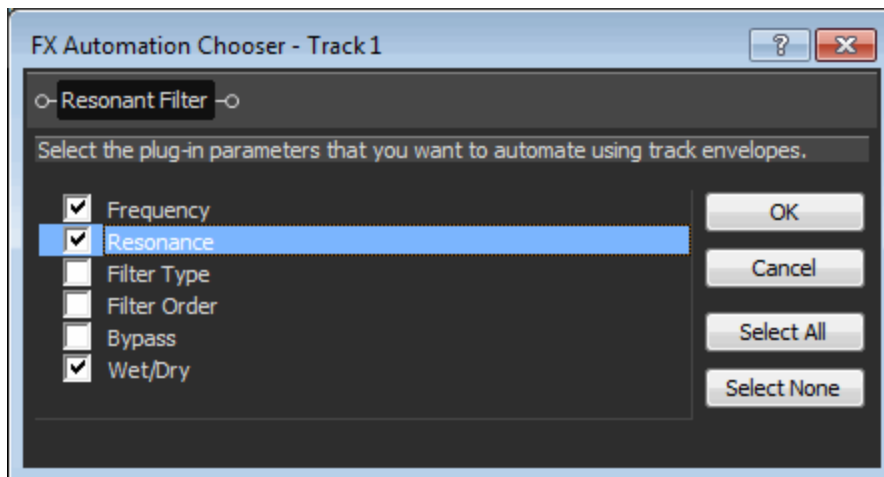 FX Automation Chooser - Track 1
Resonant Filter
Select the plug-in parameters that you want to automate using track envelopes.
Frequency
Resonance
Filter Type
Filter Order
Bypass
Wet/Dry
OK
Cancel
Select All
Select None